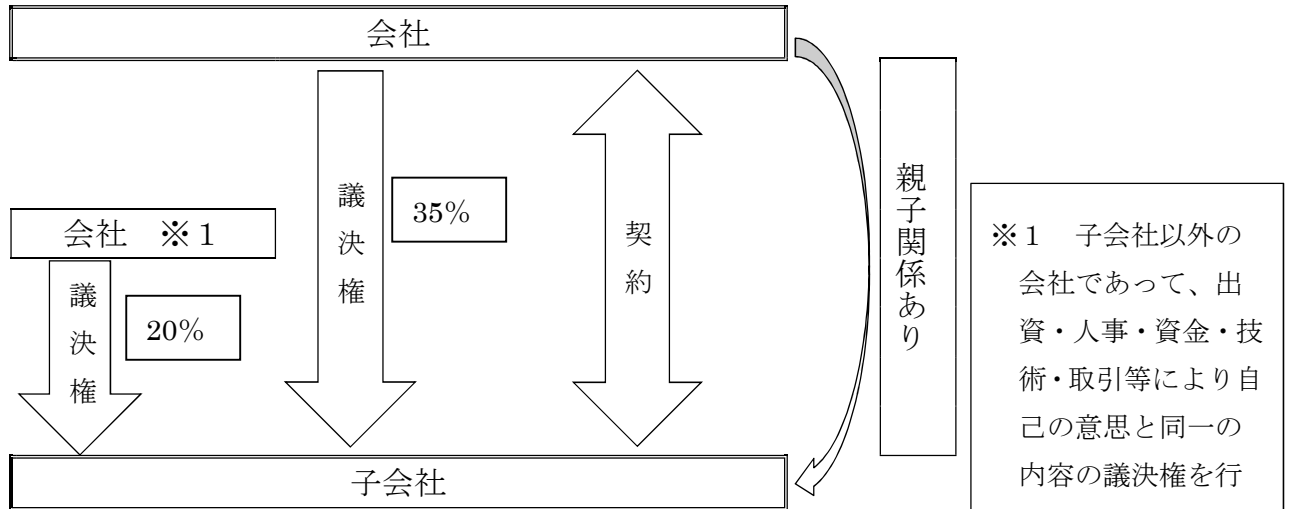 会社
議決権
35%
契約
親子関係あり
会社 ※１
議決権
20%
子会社
※１ 子会社以外の
会社であって、出
資・人事・資金・技
術・取引等により自
己の意思と同一の
内容の議決権を行